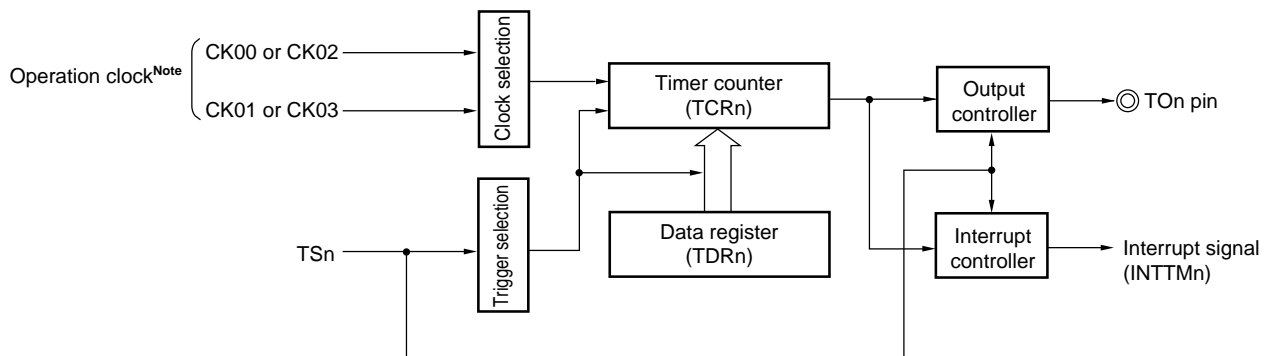 Operation clockNote
CK00 or CK02
CK01 or CK03
Clock selection
Timer counter
(TCRn)
Output
controller
TOn pin
TSn
Trigger selection
Data register
(TDRn)
Interrupt
controller
Interrupt signal
(INTTMn)